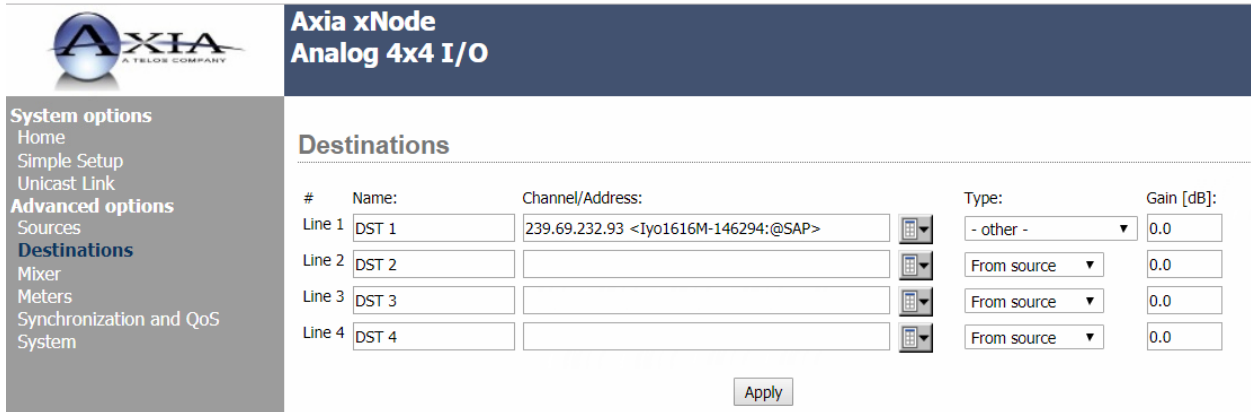 AXIA
A TELOS COMPANY
Axia xNode
Analog 4x4 I/O
System options
Home
Simple Setup
Unicast Link
Advanced options
Sources
Destinations
Mixer
Meters
Synchronization and QoS
System
Destinations
# Name: Channel/Address: Type: Gain [dB]:
Line 1 DST 1 239.69.232.93 <Iyo1616M-146294:@SAP> - other - 0.0
Line 2 DST 2 From source 0.0
Line 3 DST 3 From source 0.0
Line 4 DST 4 From source 0.0
Apply